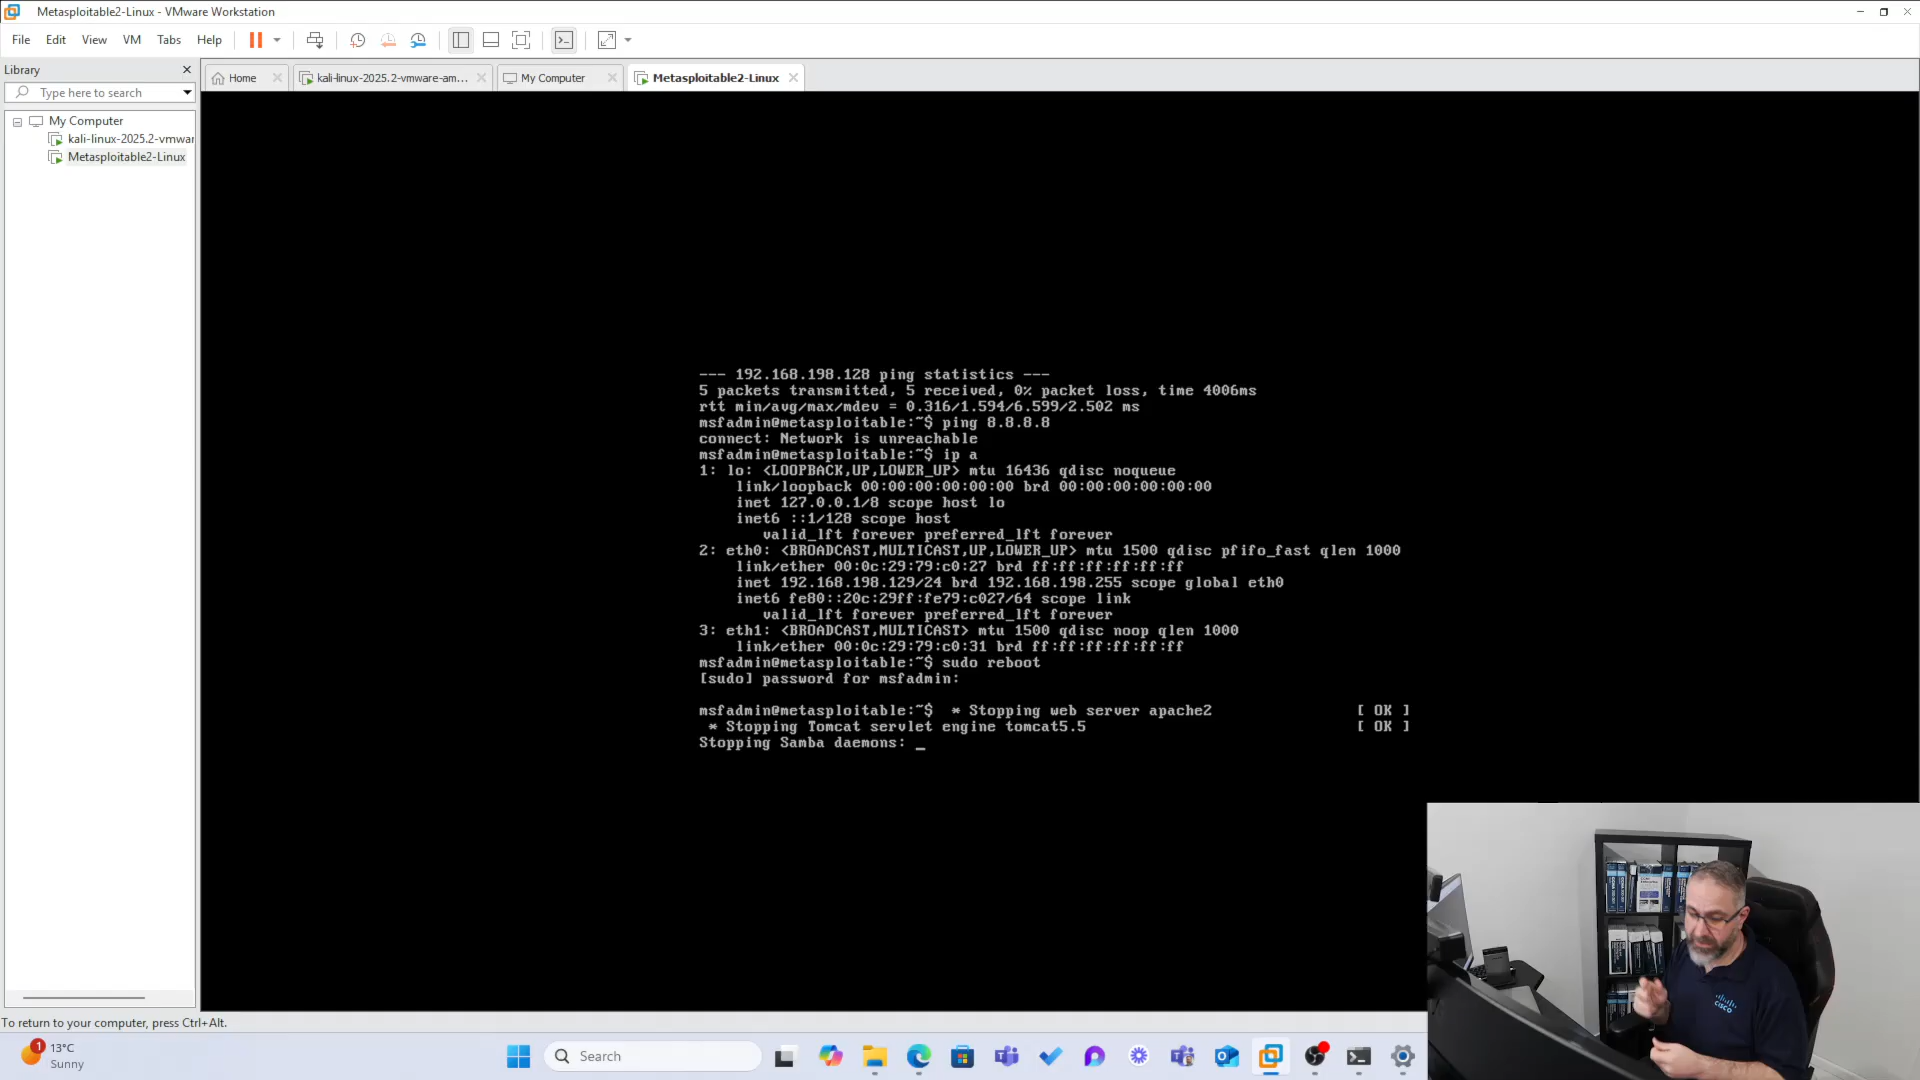 Metasploitable2-Linux - VMware Workstation
File Edit View VM Tabs Help
Library
Home
kali-linux-2025.2-vmware-am...
My Computer
Metasploitable2-Linux
Type here to search
My Computer
kali-linux-2025.2-vmwar
Metasploitable2-Linux
--- 192.168.198.128 ping statistics ---
5 packets transmitted, 5 received, 0% packet loss, time 4006ms
rtt min/avg/max/mdev = 0.316/1.594/6.599/2.502 ms
msfadmin@metasploitable:~$ ping 8.8.8.8
connect: Network is unreachable
msfadmin@metasploitable:~$ ip a
1: lo: <LOOPBACK,UP,LOWER_UP> mtu 16436 qdisc noqueue
link/loopback 00:00:00:00:00:00 brd 00:00:00:00:00:00
inet 127.0.0.1/8 scope host lo
inet6 ::1/128 scope host
valid_lft forever preferred_lft forever
2: eth0: <BROADCAST,MULTICAST,UP,LOWER_UP> mtu 1500 qdisc pfifo_fast qlen 1000
link/ether 00:0c:29:79:c0:27 brd ff:ff:ff:ff:ff:ff
inet 192.168.198.129/24 brd 192.168.198.255 scope global eth0
inet6 fe80::20c:29ff:fe79:c027/64 scope link
valid_lft forever preferred_lft forever
3: eth1: <BROADCAST,MULTICAST> mtu 1500 qdisc noop qlen 1000
link/ether 00:0c:29:79:c0:31 brd ff:ff:ff:ff:ff:ff
msfadmin@metasploitable:~$ sudo reboot
[sudo] password for msfadmin:
msfadmin@metasploitable:~$  * Stopping web server apache2 [ OK ]
* Stopping Tomcat servlet engine tomcat5.5 [ OK ]
Stopping Samba daemons: _
CISCO
To return to your computer, press Ctrl+Alt.
1
13°C
Sunny
Search